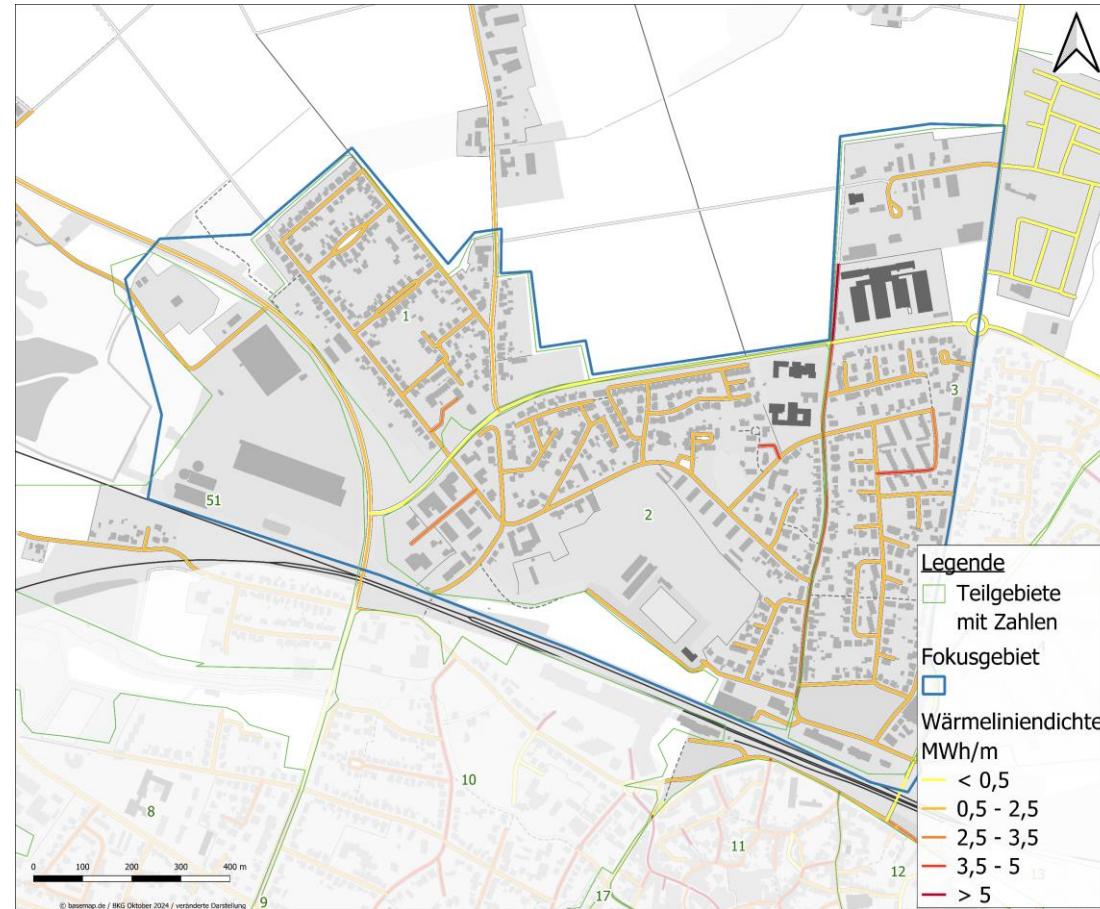 1
3
51
2
10
8
11
12
13
17
9
Legende
Teilgebiete
mit Zahlen
Fokusgebiet
Wärmeliniendichte
MWh/m
< 0,5
0,5 - 2,5
2,5 - 3,5
3,5 - 5
> 5
0 100 200 300 400 m
© basemap.de / BKG Oktober 2024 / veränderte Darstellung